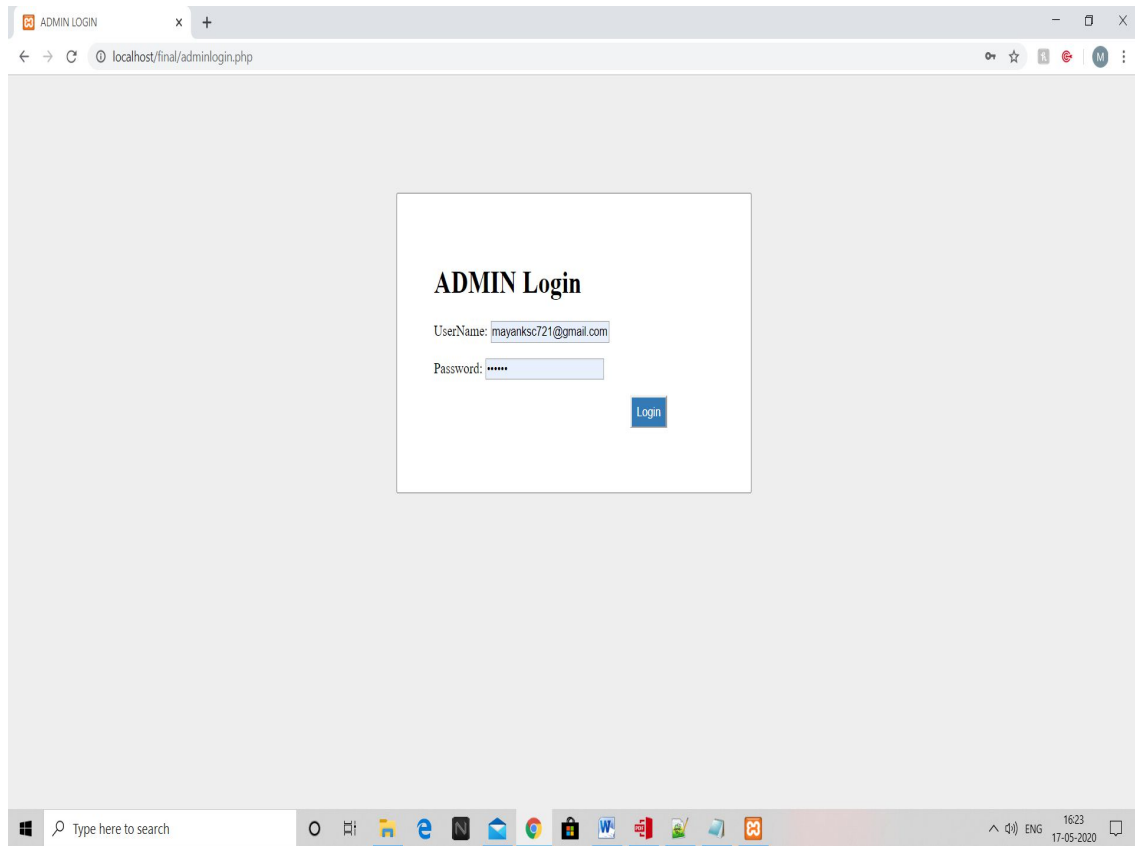 ADMIN LOGIN
localhost/final/adminlogin.php
M
ADMIN Login
UserName: mayanksc721@gmail.com
Password: ••••••
Login
Type here to search
ENG
16:23
17-05-2020